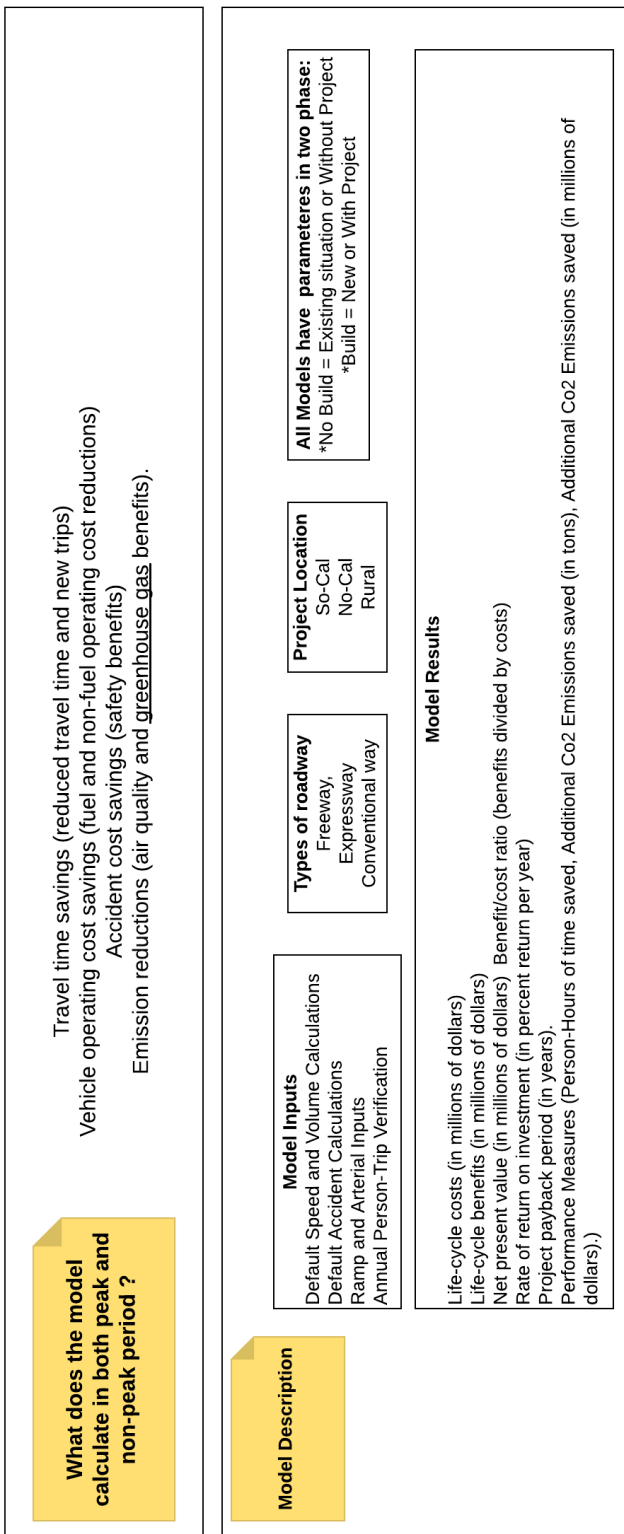 What does the model
calculate in both peak and
non-peak period ?
Travel time savings (reduced travel time and new trips)
Vehicle operating cost savings (fuel and non-fuel operating cost reductions)
Accident cost savings (safety benefits)
Emission reductions (air quality and greenhouse gas benefits).
Model Description
Model Inputs
Default Speed and Volume Calculations
Default Accident Calculations
Ramp and Arterial Inputs
Annual Person-Trip Verification
Types of roadway
Freeway,
Expressway
Conventional way
Project Location
So-Cal
No-Cal
Rural
All Models have parameteres in two phase:
*No Build = Existing situation or Without Project
*Build = New or With Project
Model Results
Life-cycle costs (in millions of dollars)
Life-cycle benefits (in millions of dollars)
Net present value (in millions of dollars) Benefit/cost ratio (benefits divided by costs)
Rate of return on investment (in percent return per year)
Project payback period (in years).
Performance Measures (Person-Hours of time saved, Additional Co2 Emissions saved (in tons), Additional Co2 Emissions saved (in millions of
dollars).)